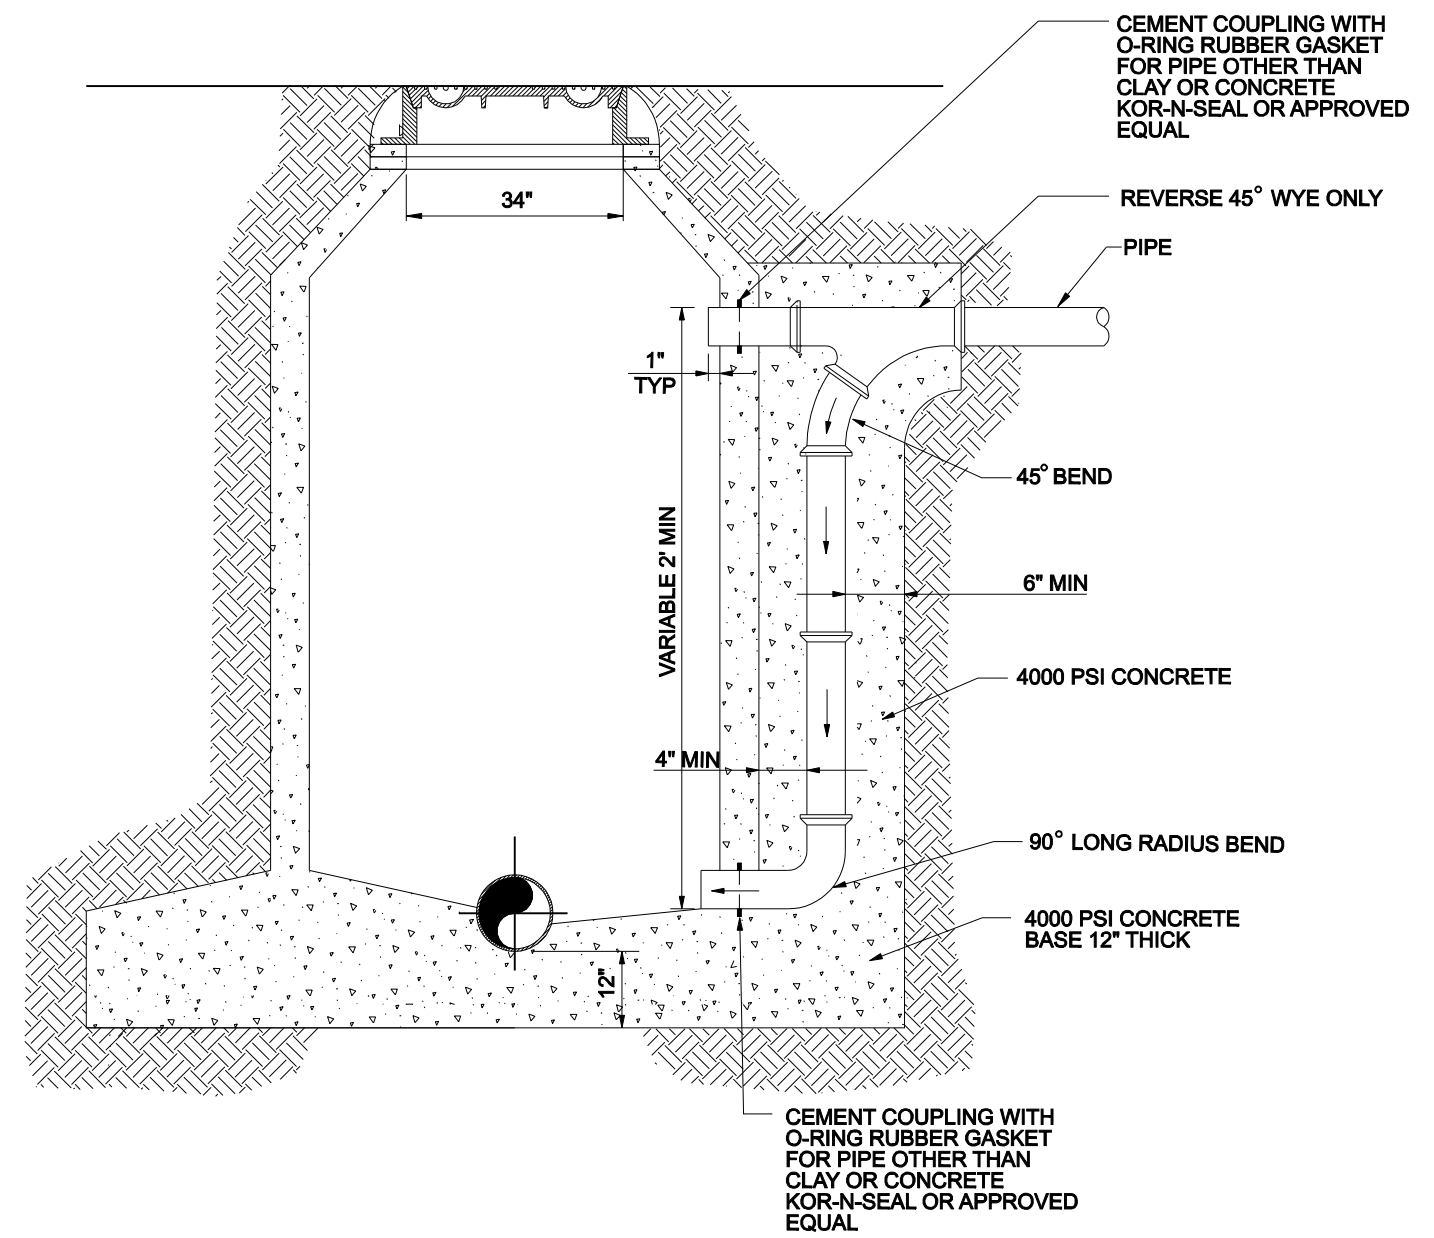 CEMENT COUPLING WITH
O-RING RUBBER GASKET
FOR PIPE OTHER THAN
CLAY OR CONCRETE
KOR-N-SEAL OR APPROVED
EQUAL
REVERSE 45° WYE ONLY
34"
PIPE
1"
TYP
45° BEND
VARIABLE 2' MIN
6" MIN
4000 PSI CONCRETE
4" MIN
90° LONG RADIUS BEND
4000 PSI CONCRETE
BASE 12" THICK
12"
CEMENT COUPLING WITH
O-RING RUBBER GASKET
FOR PIPE OTHER THAN
CLAY OR CONCRETE
KOR-N-SEAL OR APPROVED
EQUAL